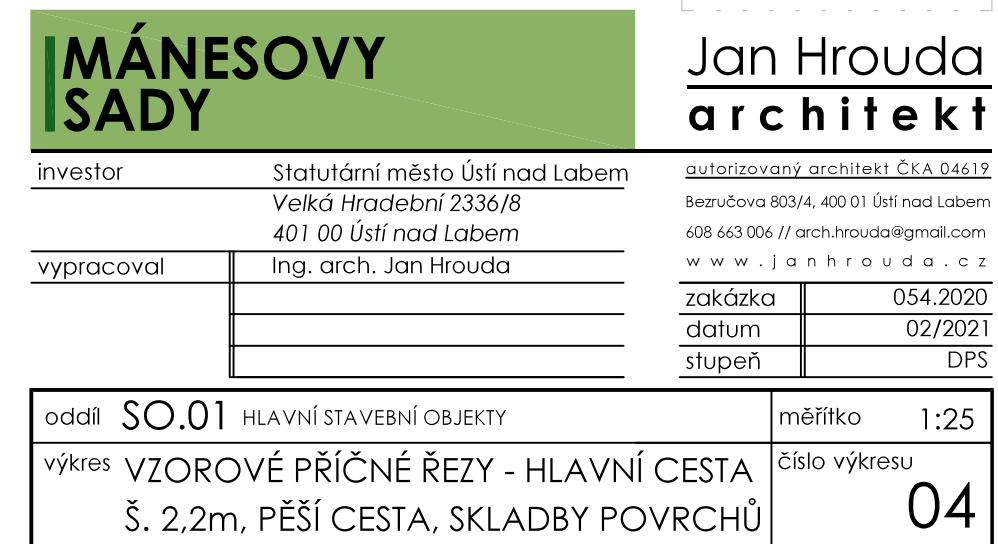 MÁNESOVY
SADY
Jan Hrouda
architekt
investor Statutární město Ústí nad Labem
Velká Hradební 2336/8
401 00 Ústí nad Labem
vypracoval Ing. arch. Jan Hrouda
autorizovaný architekt ČKA 04619
Bezručova 803/4, 400 01 Ústí nad Labem
608 663 006 // arch.hrouda@gmail.com
www.janhrouda.cz
zakázka 054.2020
datum 02/2021
stupeň DPS
oddíl SO.01 HLAVNÍ STAVEBNÍ OBJEKTY
měřítko 1:25
výkres VZOROVÉ PŘÍČNÉ ŘEZY - HLAVNÍ CESTA
Š. 2,2m, PĚŠÍ CESTA, SKLADBY POVRCHŮ
číslo výkresu
04